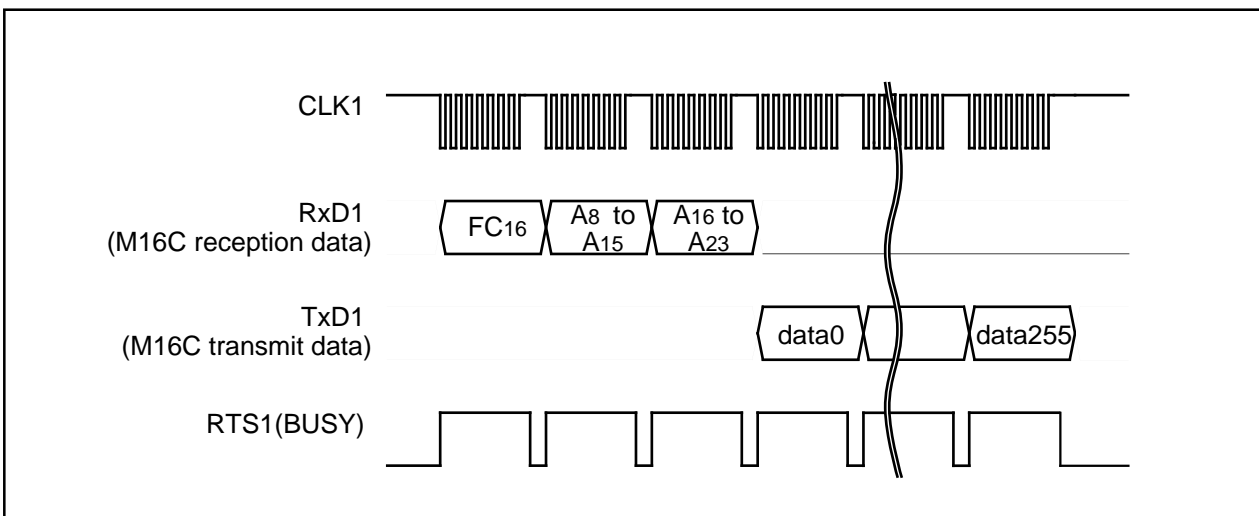 CLK1
RxD1
(M16C reception data)
FC16
A8 to
A15
A16 to
A23
TxD1
(M16C transmit data)
data0
data255
RTS1(BUSY)